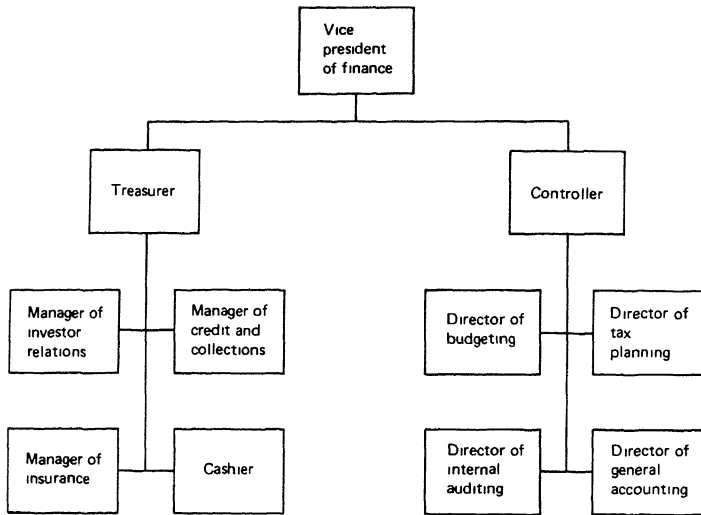 Vice
president
of finance
Treasurer
Controller
Manager of
investor
relations
Manager of
credit and
collections
Director of
budgeting
Director of
tax
planning
Manager of
insurance
Cashier
Director of
internal
auditing
Director of
general
accounting